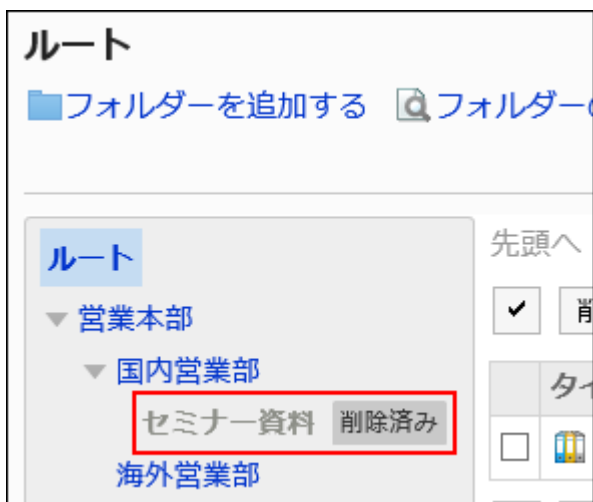 ルート
フォルダーを追加する フォルダーの
ルート
営業本部
国内営業部
セミナー資料 削除済み
海外営業部
先頭へ
削
タイ